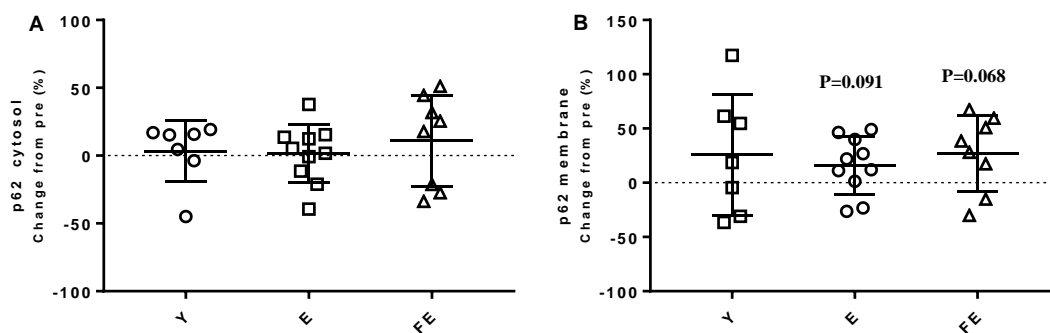 A
p62 cytosol
Change from pre (%)
100
50
0
-50
-100
Y
E
FE
B
p62 membrane
Change from pre (%)
150
100
50
0
-50
-100
P=0.091
P=0.068
Y
E
FE